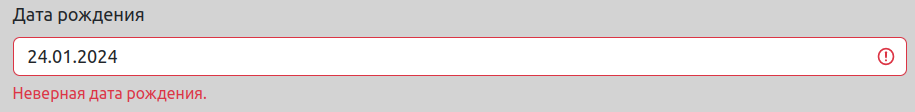 Дата рождения
24.01.2024
Неверная дата рождения.